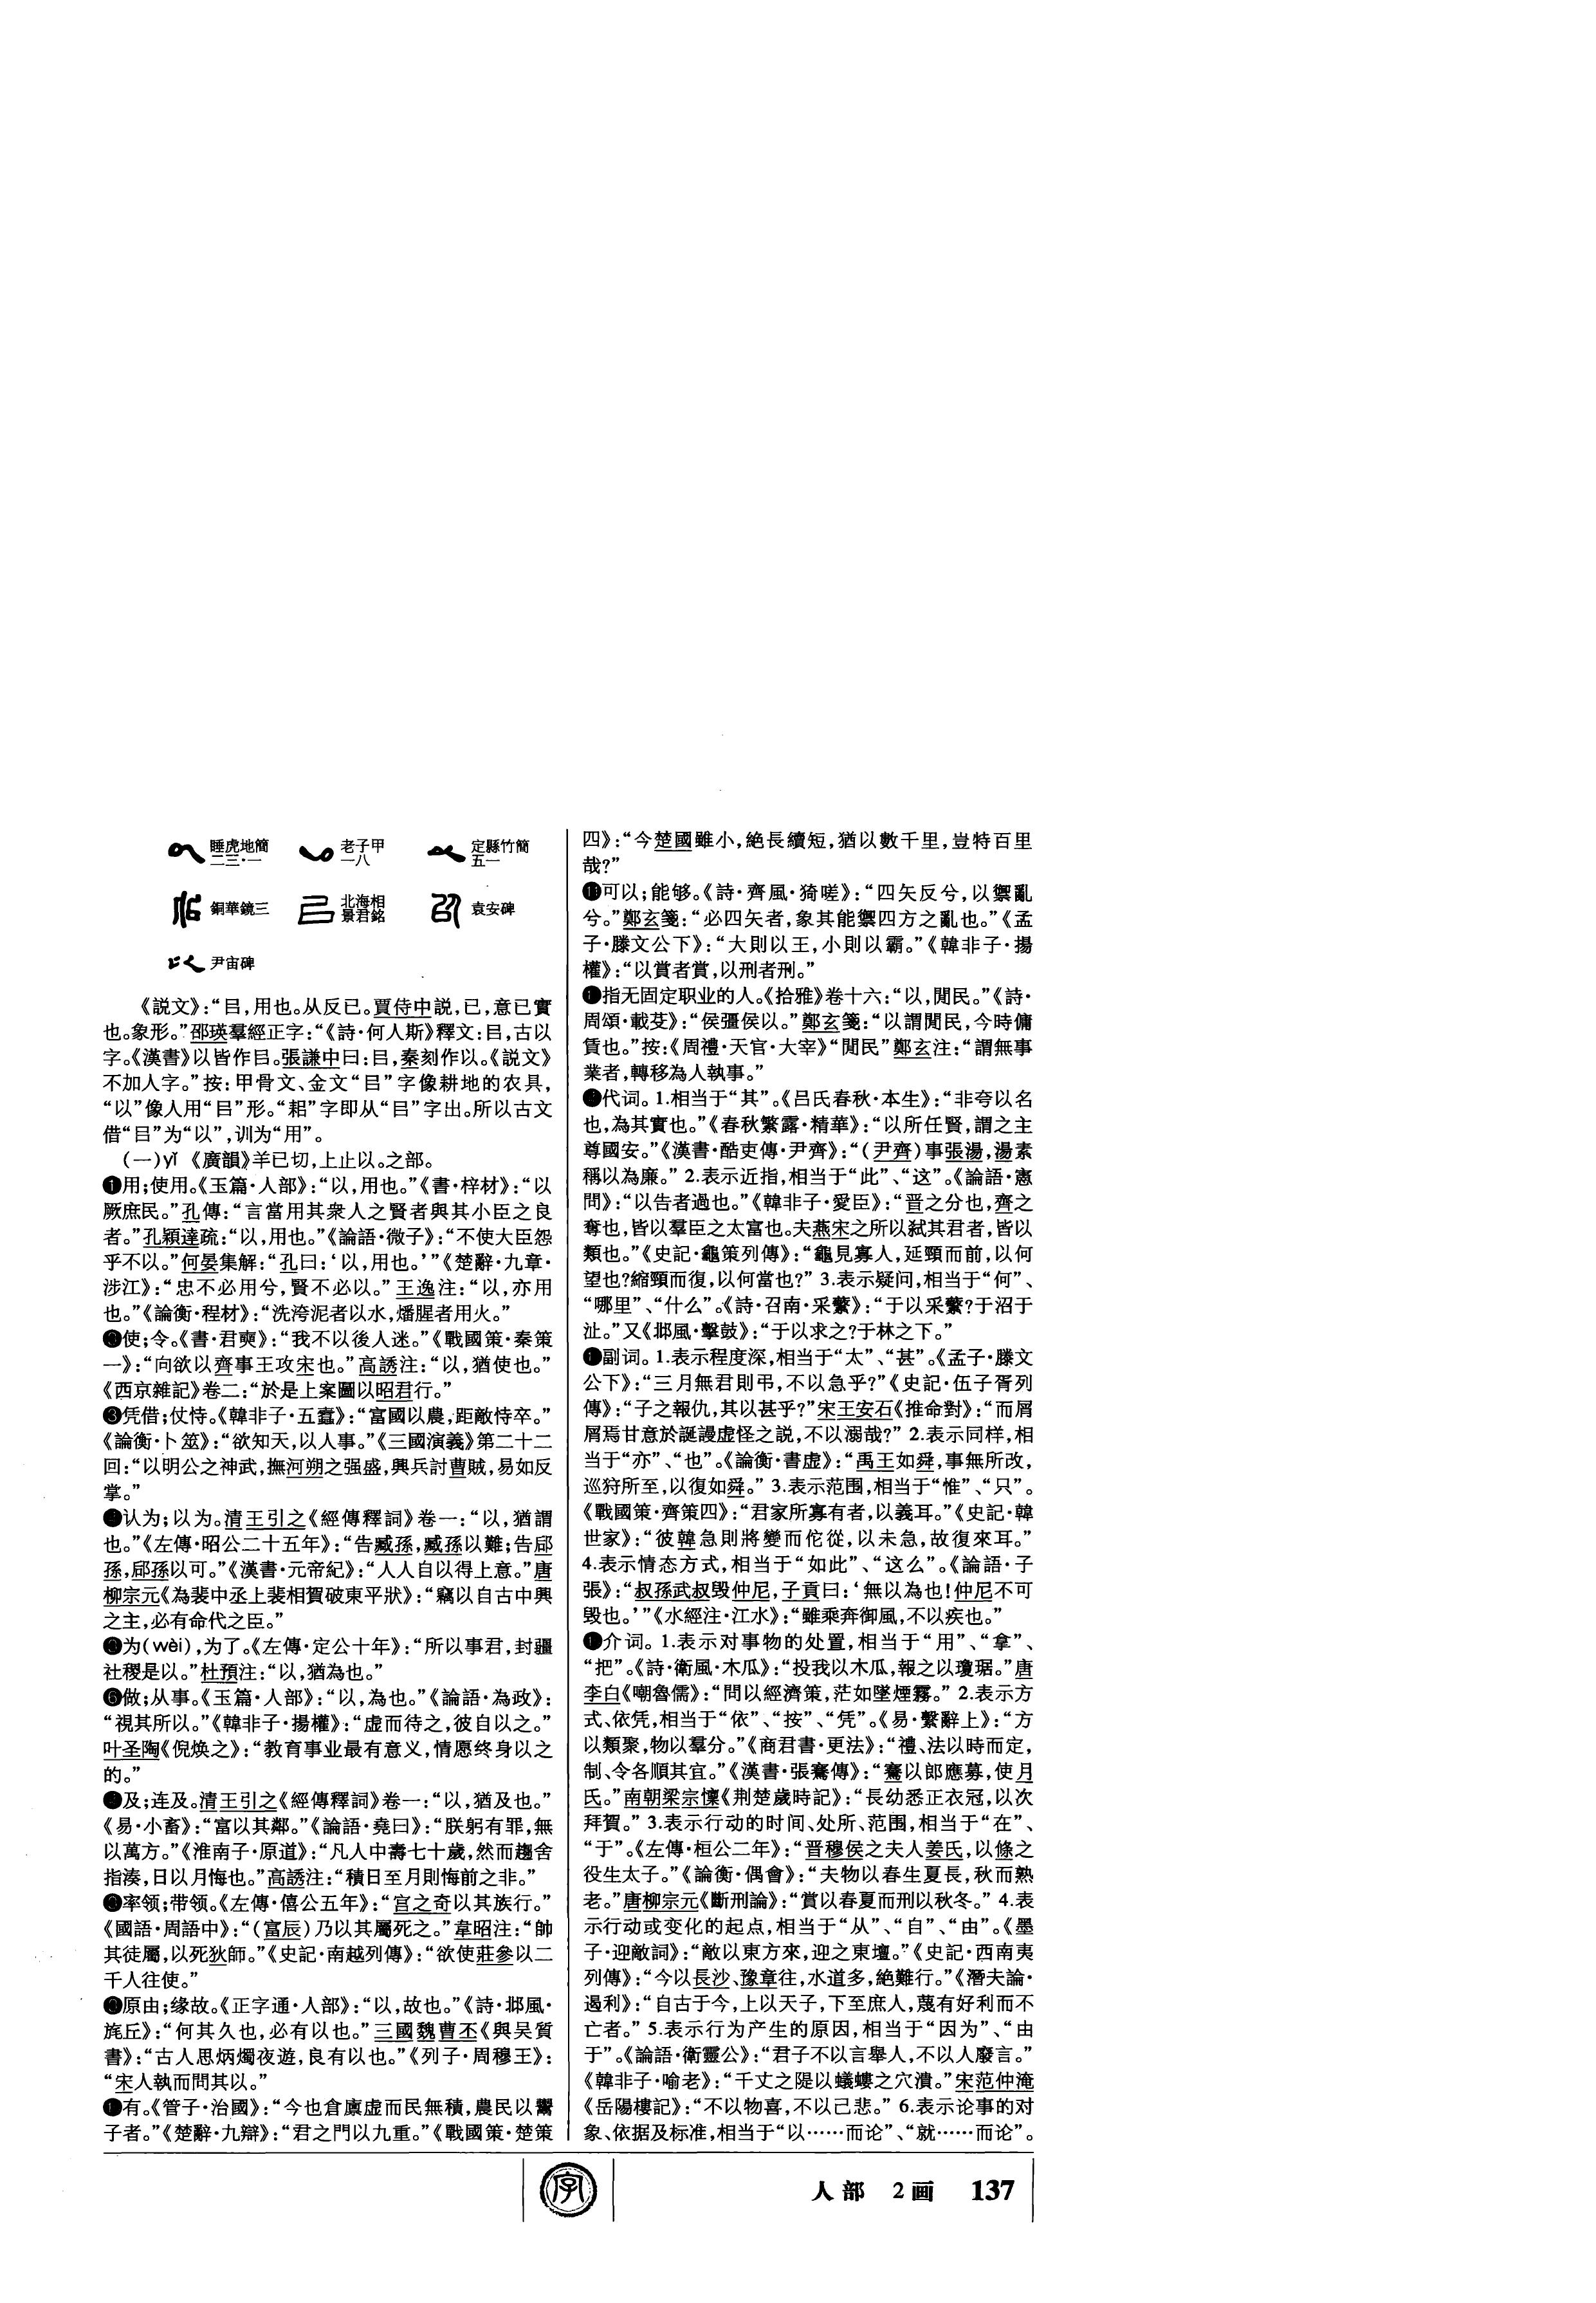 睡虎地簡
二三·一
老子甲
一八
定縣竹簡
五一
銅華鏡三
北海相
景君銘
袁安碑
尹宙碑
《説文》:“㠯,用也。从反已。賈侍中説,已,意已實
也。象形。”邵瑛羣經正字:“《詩·何人斯》釋文:㠯,古以
字。《漢書》以皆作㠯。張謙中曰:㠯,秦刻作以。《説文》
不加人字。”按:甲骨文、金文“㠯”字像耕地的农具,
“以”像人用“㠯”形。“耜”字即从“㠯”字出。所以古文
借“㠯”为“以”,训为“用”。
(一)yǐ 《廣韻》羊已切,上止以。之部。
❶用;使用。《玉篇·人部》:“以,用也。”《書·梓材》:“以
厥庶民。”孔傳:“言當用其衆人之賢者與其小臣之良
者。”孔穎達疏:“以,用也。”《論語·微子》:“不使大臣怨
乎不以。”何晏集解:“孔曰:‘以,用也。’”《楚辭·九章·
涉江》:“忠不必用兮,賢不必以。”王逸注:“以,亦用
也。”《論衡·程材》:“洗洿泥者以水,燔腥者用火。”
❷使;令。《書·君奭》:“我不以後人迷。”《戰國策·秦策
一》:“向欲以齊事王攻宋也。”高誘注:“以,猶使也。”
《西京雜記》卷二:“於是上案圖以昭君行。”
❸凭借;仗恃。《韓非子·五蠹》:“富國以農,距敵恃卒。”
《論衡·卜筮》:“欲知天,以人事。”《三國演義》第二十二
回:“以明公之神武,撫河朔之强盛,興兵討曹賊,易如反
掌。”
❹认为;以为。清王引之《經傳釋詞》卷一:“以,猶謂
也。”《左傳·昭公二十五年》:“告臧孫,臧孫以難;告郈
孫,郈孫以可。”《漢書·元帝紀》:“人人自以得上意。”唐
柳宗元《為裴中丞上裴相賀破東平狀》:“竊以自古中興
之主,必有命代之臣。”
❺为(wèi),为了。《左傳·定公十年》:“所以事君,封疆
社稷是以。”杜預注:“以,猶為也。”
❻做;从事。《玉篇·人部》:“以,為也。”《論語·為政》:
“視其所以。”《韓非子·揚權》:“虚而待之,彼自以之。”
叶圣陶《倪焕之》:“教育事业最有意义,情愿终身以之
的。”
❼及;连及。清王引之《經傳釋詞》卷一:“以,猶及也。”
《易·小畜》:“富以其鄰。”《論語·堯曰》:“朕躬有罪,無
以萬方。”《淮南子·原道》:“凡人中壽七十歲,然而趨舍
指湊,日以月悔也。”高誘注:“積日至月則悔前之非。”
❽率领;带领。《左傳·僖公五年》:“宫之奇以其族行。”
《國語·周語中》:“(富辰)乃以其屬死之。”韋昭注:“帥
其徒屬,以死狄師。”《史記·南越列傳》:“欲使莊參以二
千人往使。”
❾原由;缘故。《正字通·人部》:“以,故也。”《詩·邶風·
旄丘》:“何其久也,必有以也。”三國魏曹丕《與吴質
書》:“古人思炳燭夜遊,良有以也。”《列子·周穆王》:
“宋人執而問其以。”
❿有。《管子·治國》:“今也倉廪虚而民無積,農民以鬻
子者。”《楚辭·九辯》:“君之門以九重。”《戰國策·楚策
四》:“今楚國雖小,絶長續短,猶以數千里,豈特百里
哉?”
⓫可以;能够。《詩·齊風·猗嗟》:“四矢反兮,以禦亂
兮。”鄭玄箋:“必四矢者,象其能禦四方之亂也。”《孟
子·滕文公下》:“大則以王,小則以霸。”《韓非子·揚
權》:“以賞者賞,以刑者刑。”
⓬指无固定职业的人。《拾雅》卷十六:“以,閒民。”《詩·
周頌·載芟》:“侯彊侯以。”鄭玄箋:“以謂閒民,今時傭
賃也。”按:《周禮·天官·大宰》“閒民”鄭玄注:“謂無事
業者,轉移為人執事。”
⓭代词。1.相当于“其”。《吕氏春秋·本生》:“非夸以名
也,為其實也。”《春秋繁露·精華》:“以所任賢,謂之主
尊國安。”《漢書·酷吏傳·尹齊》:“(尹齊)事張湯,湯素
稱以為廉。”2.表示近指,相当于“此”、“这”。《論語·憲
問》:“以告者過也。”《韓非子·愛臣》:“晋之分也,齊之
奪也,皆以羣臣之太富也。夫燕宋之所以弑其君者,皆以
類也。”《史記·龜策列傳》:“龜見寡人,延頸而前,以何
望也?縮頸而復,以何當也?”3.表示疑问,相当于“何”、
“哪里”、“什么”。《詩·召南·采蘩》:“于以采蘩?于沼于
沚。”又《邶風·擊鼓》:“于以求之?于林之下。”
⓮副词。1.表示程度深,相当于“太”、“甚”。《孟子·滕文
公下》:“三月無君則弔,不以急乎?”《史記·伍子胥列
傳》:“子之報仇,其以甚乎?”宋王安石《推命對》:“而屑
屑焉甘意於誕謾虚怪之説,不以溺哉?”2.表示同样,相
当于“亦”、“也”。《論衡·書虚》:“禹王如舜,事無所改,
巡狩所至,以復如舜。”3.表示范围,相当于“惟”、“只”。
《戰國策·齊策四》:“君家所寡有者,以義耳。”《史記·韓
世家》:“彼韓急則將變而佗從,以未急,故復來耳。”
4.表示情态方式,相当于“如此”、“这么”。《論語·子
張》:“叔孫武叔毁仲尼,子貢曰:‘無以為也!仲尼不可
毁也。’”《水經注·江水》:“雖乘奔御風,不以疾也。”
⓯介词。1.表示对事物的处置,相当于“用”、“拿”、
“把”。《詩·衛風·木瓜》:“投我以木瓜,報之以瓊琚。”唐
李白《嘲魯儒》:“問以經濟策,茫如墜煙霧。”2.表示方
式、依凭,相当于“依”、“按”、“凭”。《易·繫辭上》:“方
以類聚,物以羣分。”《商君書·更法》:“禮、法以時而定,
制、令各順其宜。”《漢書·張騫傳》:“騫以郎應募,使月
氏。”南朝梁宗懔《荆楚歲時記》:“長幼悉正衣冠,以次
拜賀。”3.表示行动的时间、处所、范围,相当于“在”、
“于”。《左傳·桓公二年》:“晋穆侯之夫人姜氏,以條之
役生太子。”《論衡·偶會》:“夫物以春生夏長,秋而熟
老。”唐柳宗元《斷刑論》:“賞以春夏而刑以秋冬。”4.表
示行动或变化的起点,相当于“从”、“自”、“由”。《墨
子·迎敵詞》:“敵以東方來,迎之東壇。”《史記·西南夷
列傳》:“今以長沙、豫章往,水道多,絶難行。”《潛夫論·
遏利》:“自古于今,上以天子,下至庶人,蔑有好利而不
亡者。”5.表示行为产生的原因,相当于“因为”、“由
于”。《論語·衛靈公》:“君子不以言舉人,不以人廢言。”
《韓非子·喻老》:“千丈之隄以蟻螻之穴潰。”宋范仲淹
《岳陽樓記》:“不以物喜,不以己悲。”6.表示论事的对
象、依据及标准,相当于“以……而论”、“就……而论”。
字
人部 2画 137